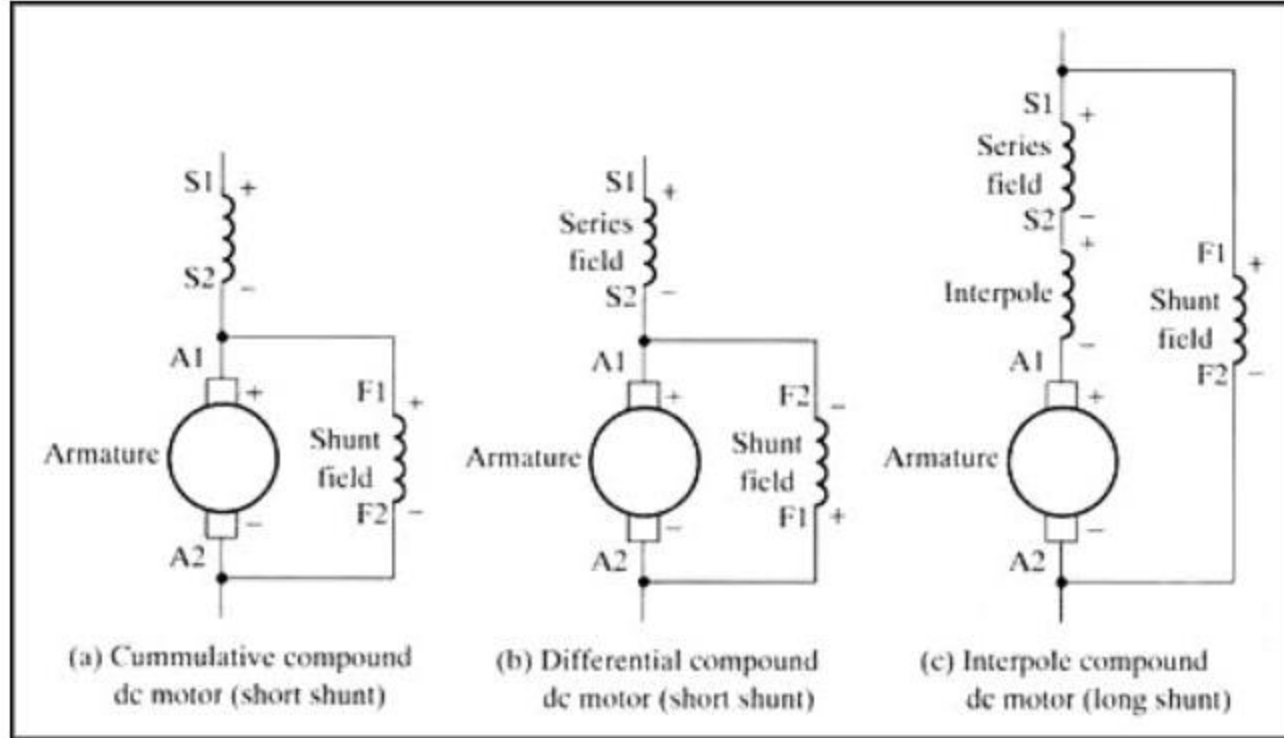 S1 +
S2 −
A1
+
Armature
−
A2
F1 +
Shunt
field
F2 −
(a) Cummulative compound
dc motor (short shunt)
S1 +
Series
field
S2 −
A1
+
Armature
−
A2
F2 −
Shunt
field
F1 +
(b) Differential compound
dc motor (short shunt)
S1 +
Series
field
S2 −
+
Interpole
−
A1
+
Armature
−
A2
F1 +
Shunt
field
F2 −
(c) Interpole compound
dc motor (long shunt)